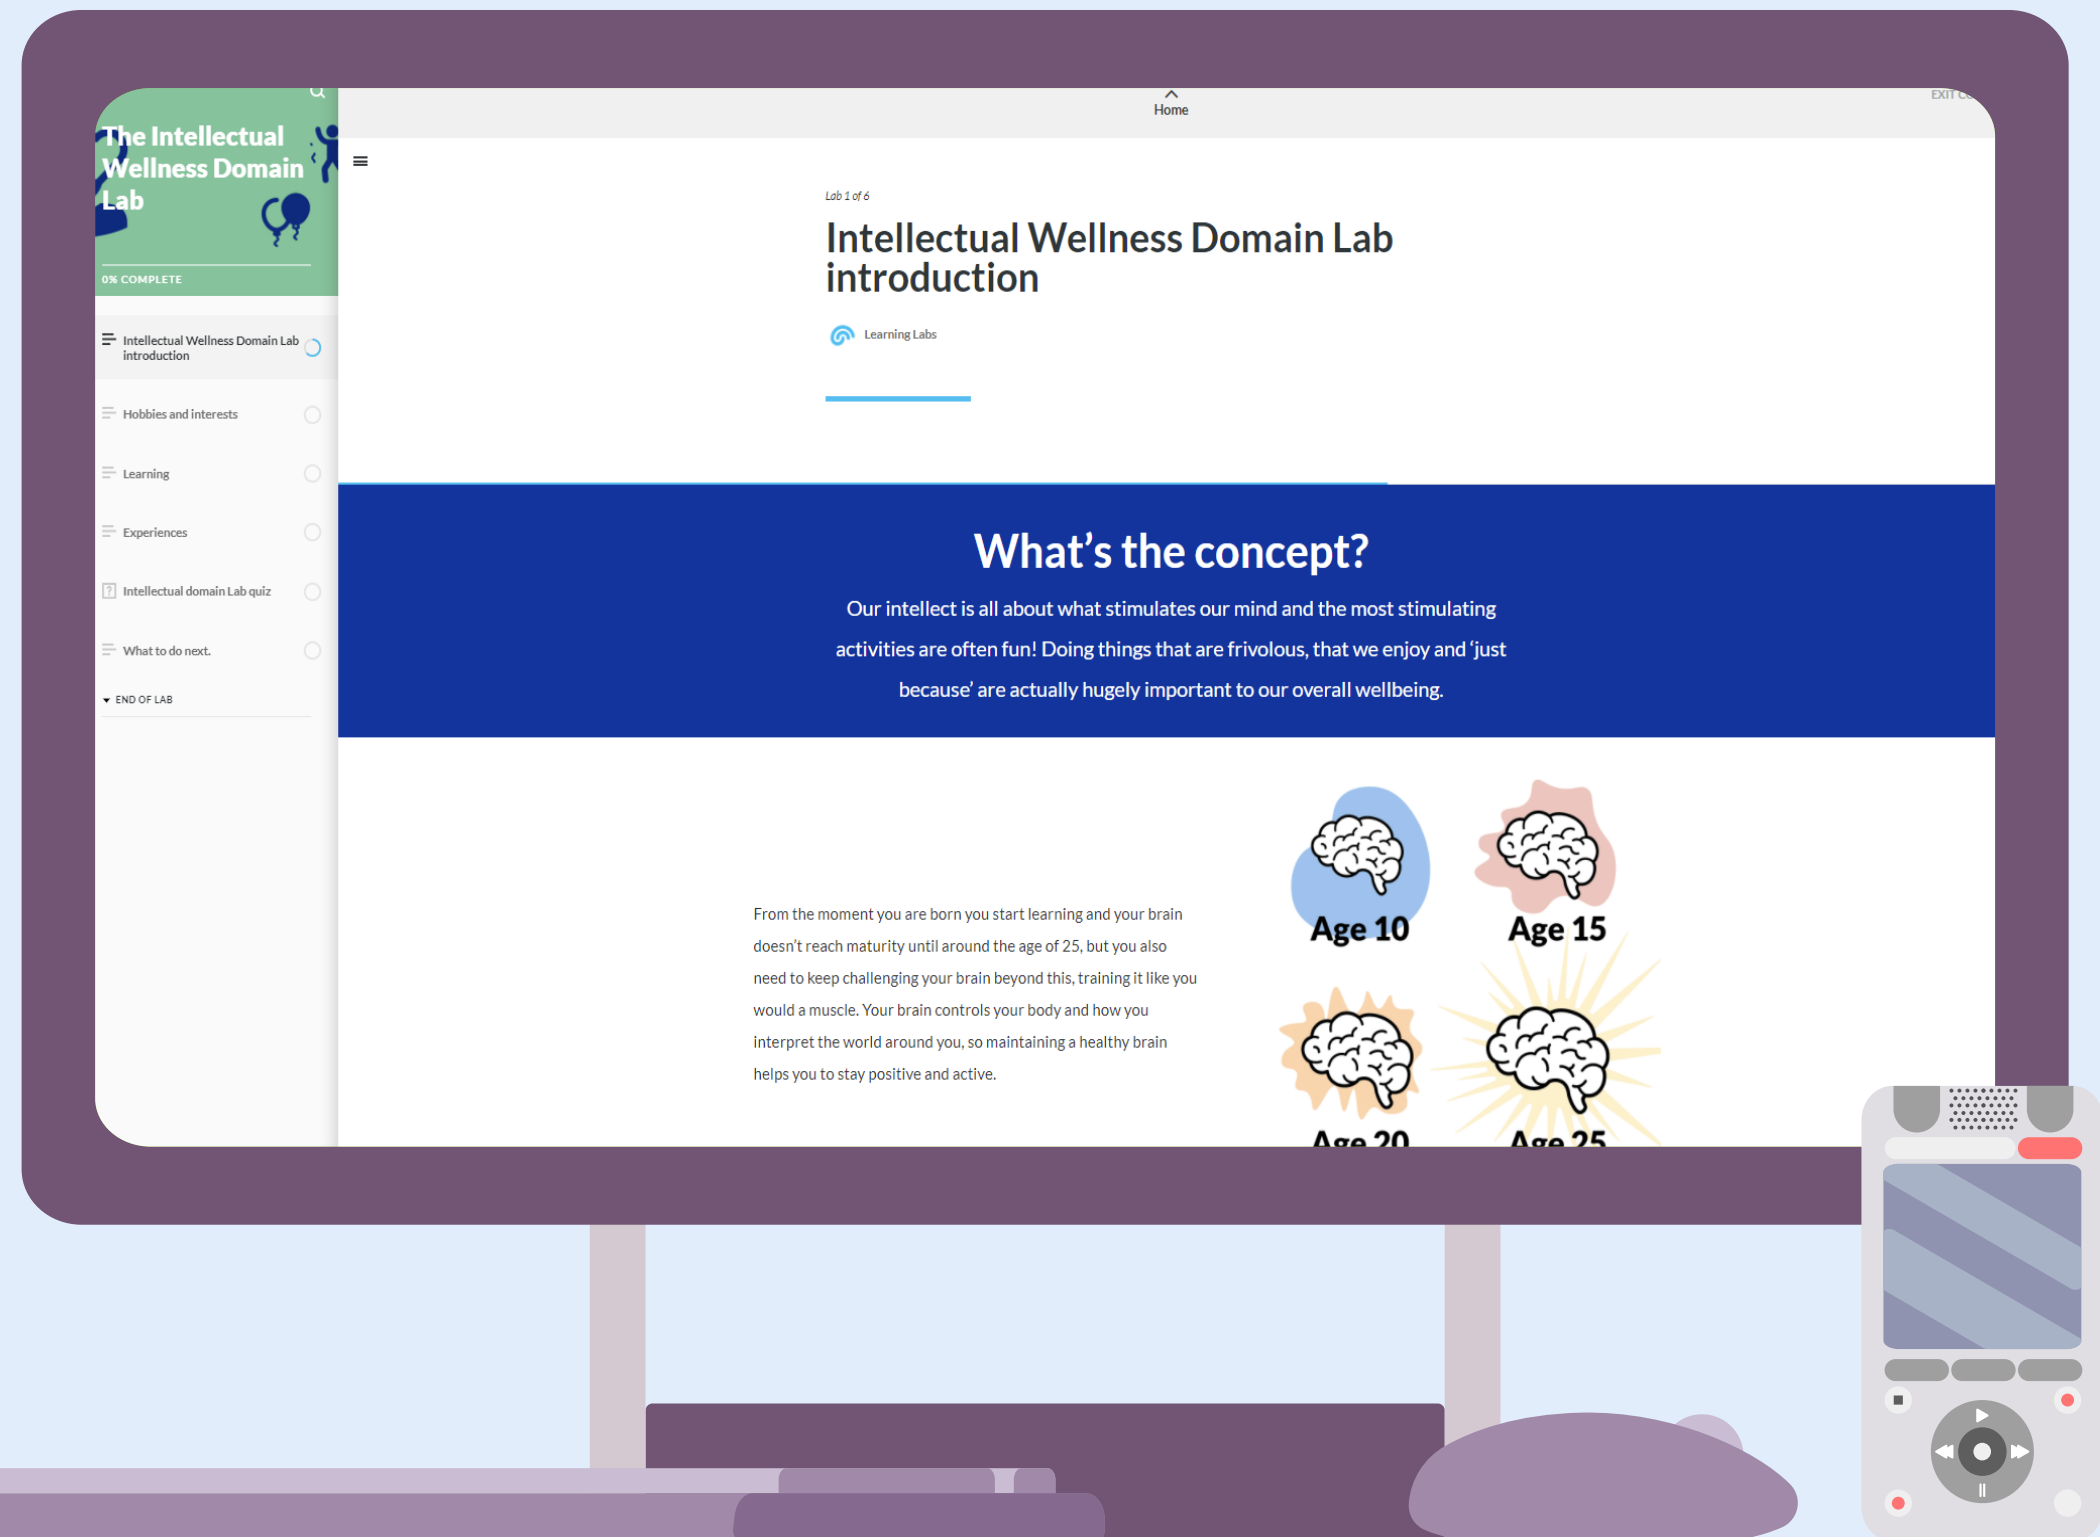 The Intellectual
Wellness Domain
Lab
0% COMPLETE
Intellectual Wellness Domain Lab
introduction
Hobbies and interests
Learning
Experiences
Intellectual domain Lab quiz
What to do next.
END OF LAB
Home
EXIT
Lab 1 of 6
Intellectual Wellness Domain Lab
introduction
Learning Labs
What's the concept?
Our intellect is all about what stimulates our mind and the most stimulating
activities are often fun! Doing things that are frivolous, that we enjoy and ‘just
because’ are actually hugely important to our overall wellbeing.
From the moment you are born you start learning and your brain
doesn't reach maturity until around the age of 25, but you also
need to keep challenging your brain beyond this, training it like you
would a muscle. Your brain controls your body and how you
interpret the world around you, so maintaining a healthy brain
helps you to stay positive and active.
Age 10
Age 15
Age 20
Age 25